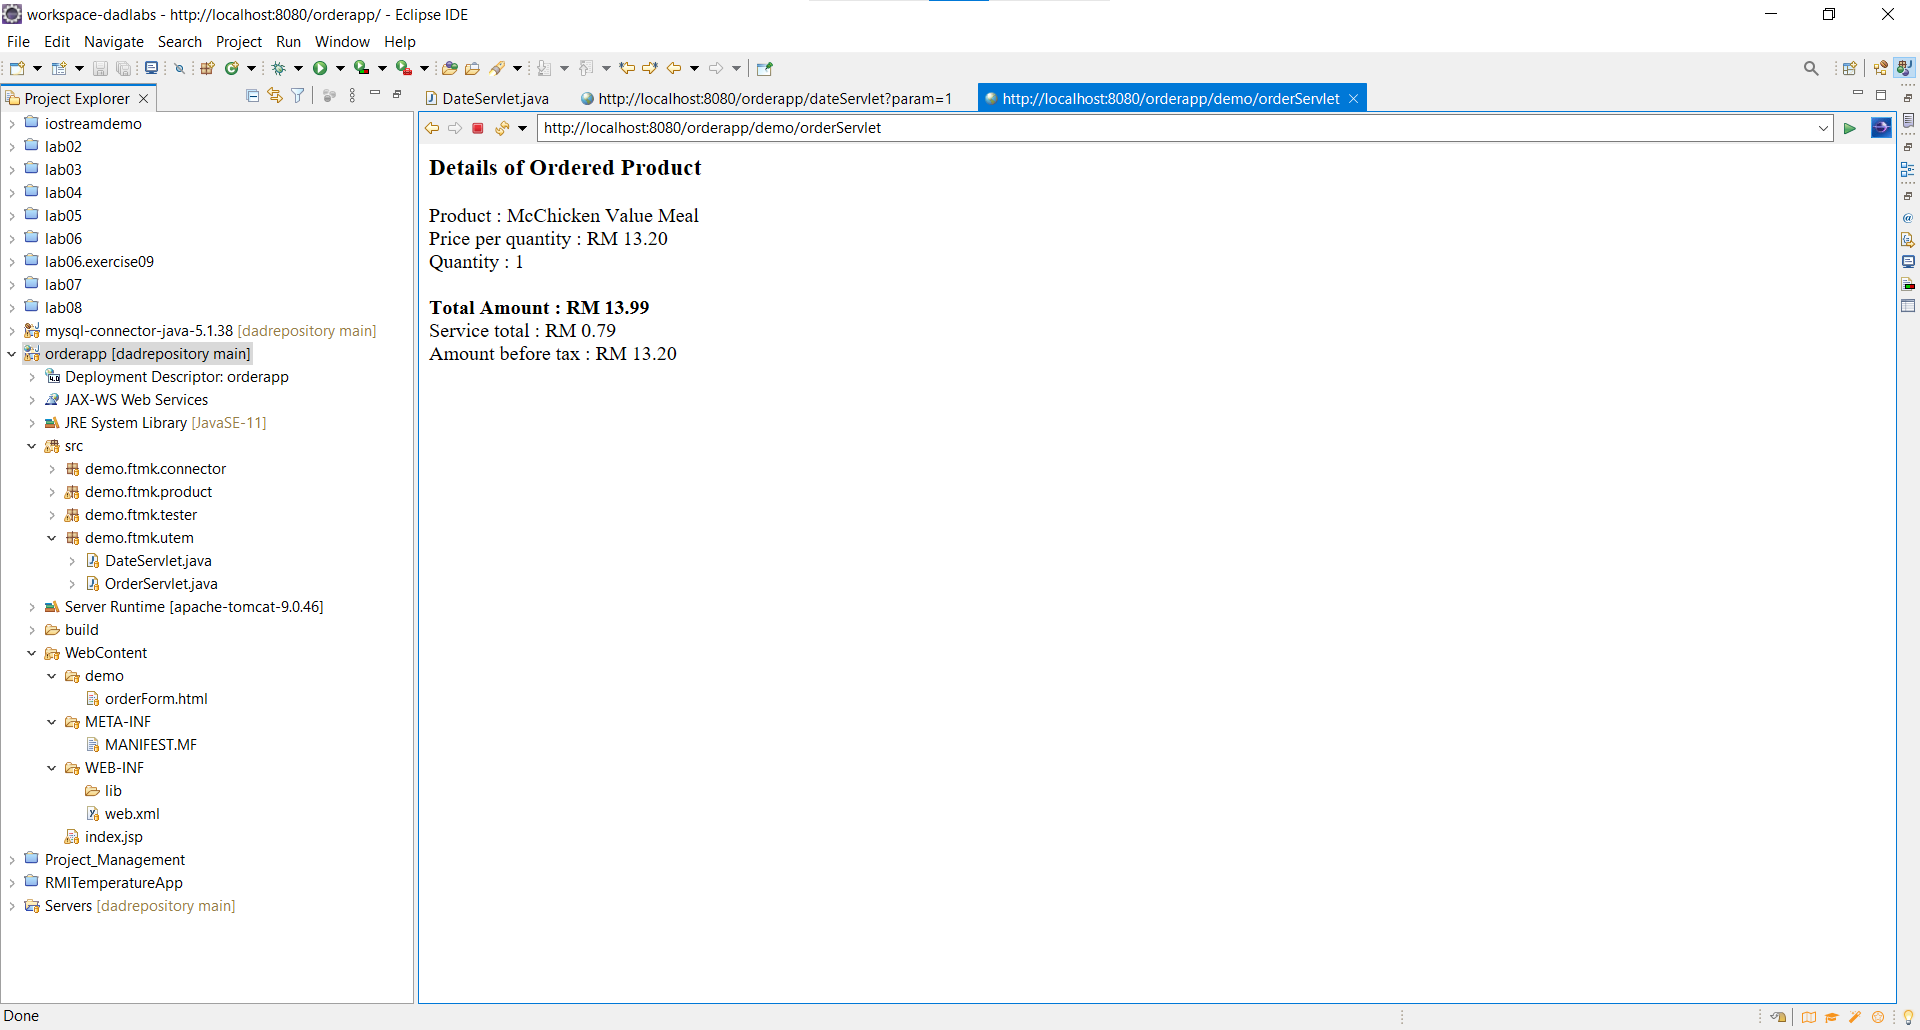 workspace-dadlabs - http://localhost:8080/orderapp/ - Eclipse IDE
File Edit Navigate Search Project Run Window Help
Project Explorer
DateServlet.java
http://localhost:8080/orderapp/dateServlet?param=1
http://localhost:8080/orderapp/demo/orderServlet
http://localhost:8080/orderapp/demo/orderServlet
iostreamdemo
lab02
lab03
lab04
lab05
lab06
lab06.exercise09
lab07
lab08
mysql-connector-java-5.1.38 [dadrepository main]
orderapp [dadrepository main]
Deployment Descriptor: orderapp
JAX-WS Web Services
JRE System Library [JavaSE-11]
src
demo.ftmk.connector
demo.ftmk.product
demo.ftmk.tester
demo.ftmk.utem
DateServlet.java
OrderServlet.java
Server Runtime [apache-tomcat-9.0.46]
build
WebContent
demo
orderForm.html
META-INF
MANIFEST.MF
WEB-INF
lib
web.xml
index.jsp
Project_Management
RMITemperatureApp
Servers [dadrepository main]
Details of Ordered Product
Product : McChicken Value Meal
Price per quantity : RM 13.20
Quantity : 1
Total Amount : RM 13.99
Service total : RM 0.79
Amount before tax : RM 13.20
Done